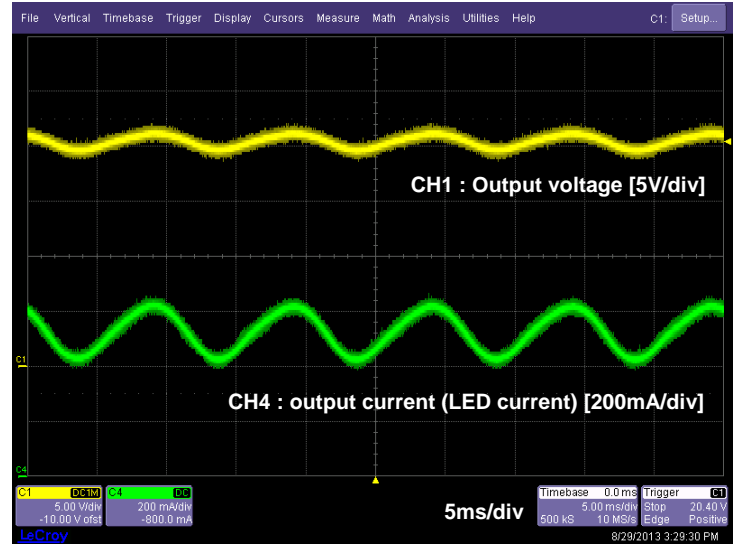 File Vertical Timebase Trigger Display Cursors Measure Math Analysis Utilities Help C1: Setup...
CH1 : Output voltage [5V/div]
C1
CH4 : output current (LED current) [200mA/div]
C4
C1 DC1M C4 DC Timebase 0.0 ms Trigger C1
5.00 V/div 200 mA/div 5ms/div 5.00 ms/div Stop 20.40 V
-10.00 V ofst -800.0 mA 500 kS 10 MS/s Edge Positive
LeCroy 8/29/2013 3:29:30 PM